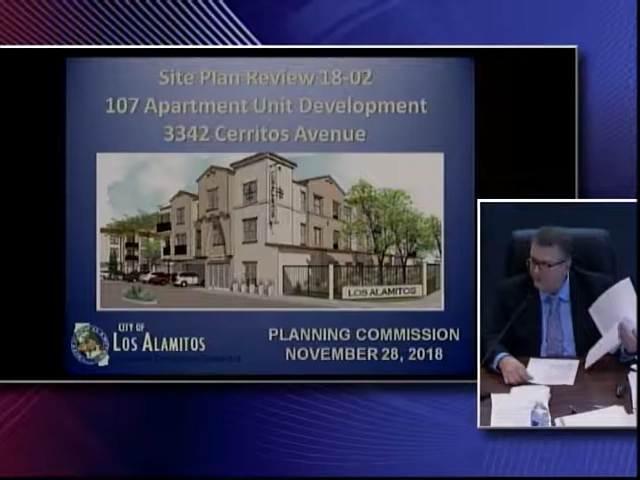 Site Plan Review 18-02
107 Apartment Unit Development
3342 Cerritos Avenue
LOS ALAMITOS
CITY OF
LOS ALAMITOS
PLANNING COMMISSION
NOVEMBER 28, 2018